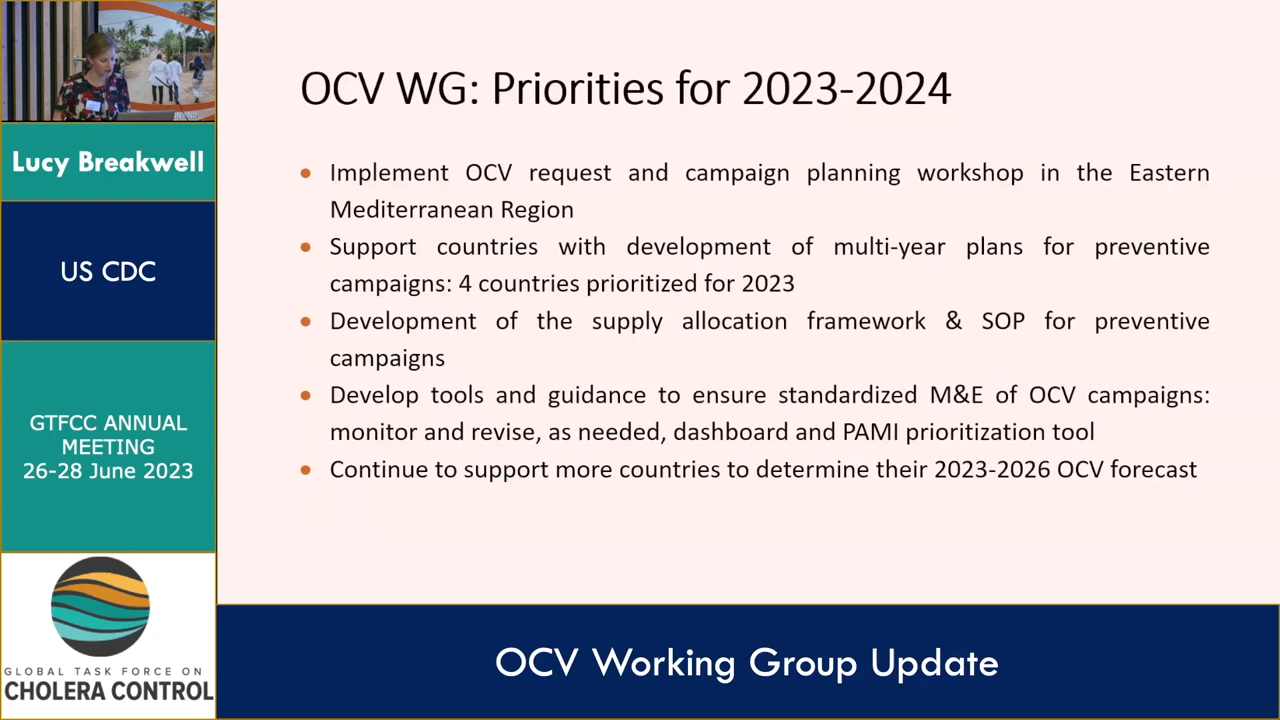 Lucy Breakwell
US CDC
GTFCC ANNUAL
MEETING
26-28 June 2023
GLOBAL TASK FORCE ON
CHOLERA CONTROL
OCV WG: Priorities for 2023-2024
Implement OCV request and campaign planning workshop in the Eastern
Mediterranean Region
Support countries with development of multi-year plans for preventive
campaigns: 4 countries prioritized for 2023
Development of the supply allocation framework & SOP for preventive
campaigns
Develop tools and guidance to ensure standardized M&E of OCV campaigns:
monitor and revise, as needed, dashboard and PAMI prioritization tool
Continue to support more countries to determine their 2023-2026 OCV forecast
OCV Working Group Update